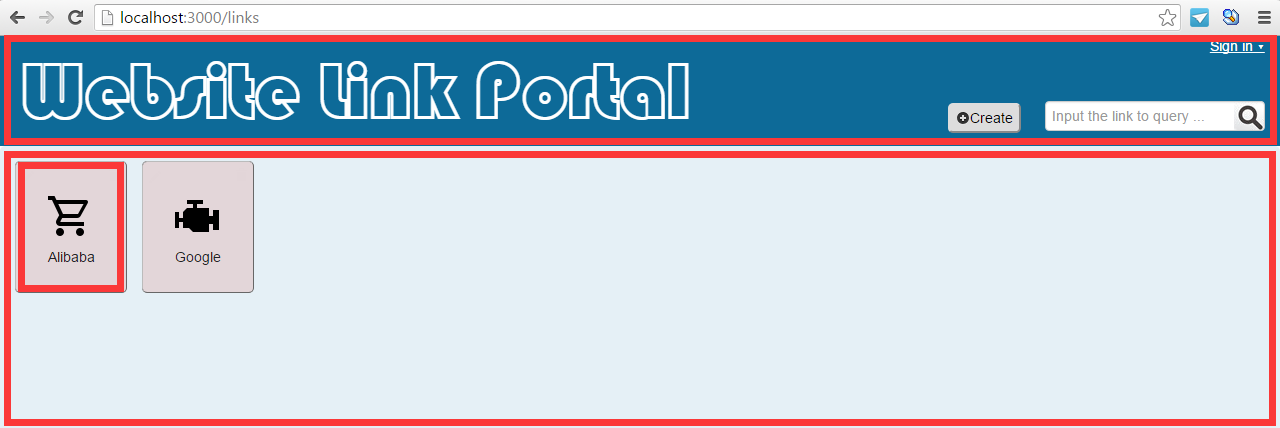 localhost:3000/links
Sign in ▾
Website Link Portal
Create
Input the link to query ...
Alibaba
Google